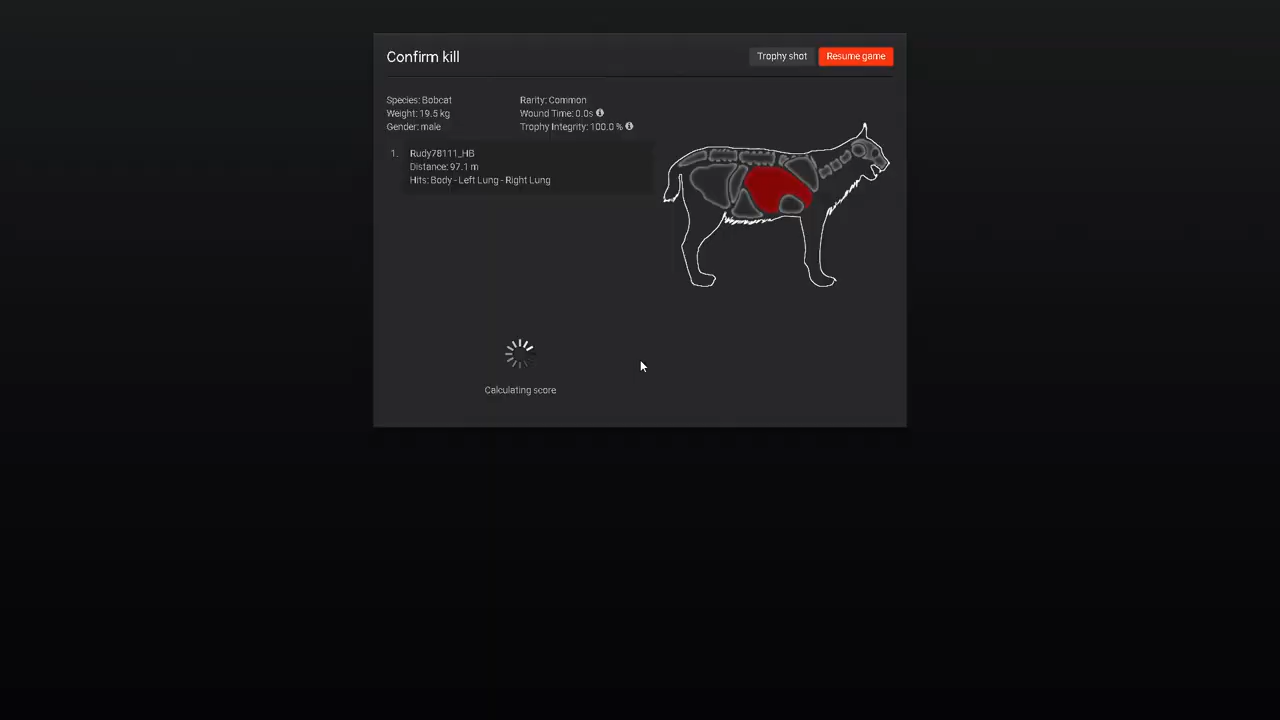 Confirm kill
Trophy shot
Resume game
Species: Bobcat
Rarity: Common
Weight: 19.5 kg
Wound Time: 0.0s
Gender: male
Trophy Integrity: 100.0 %
1. Rudy78111_HB
Distance: 97.1 m
Hits: Body - Left Lung - Right Lung
Calculating score